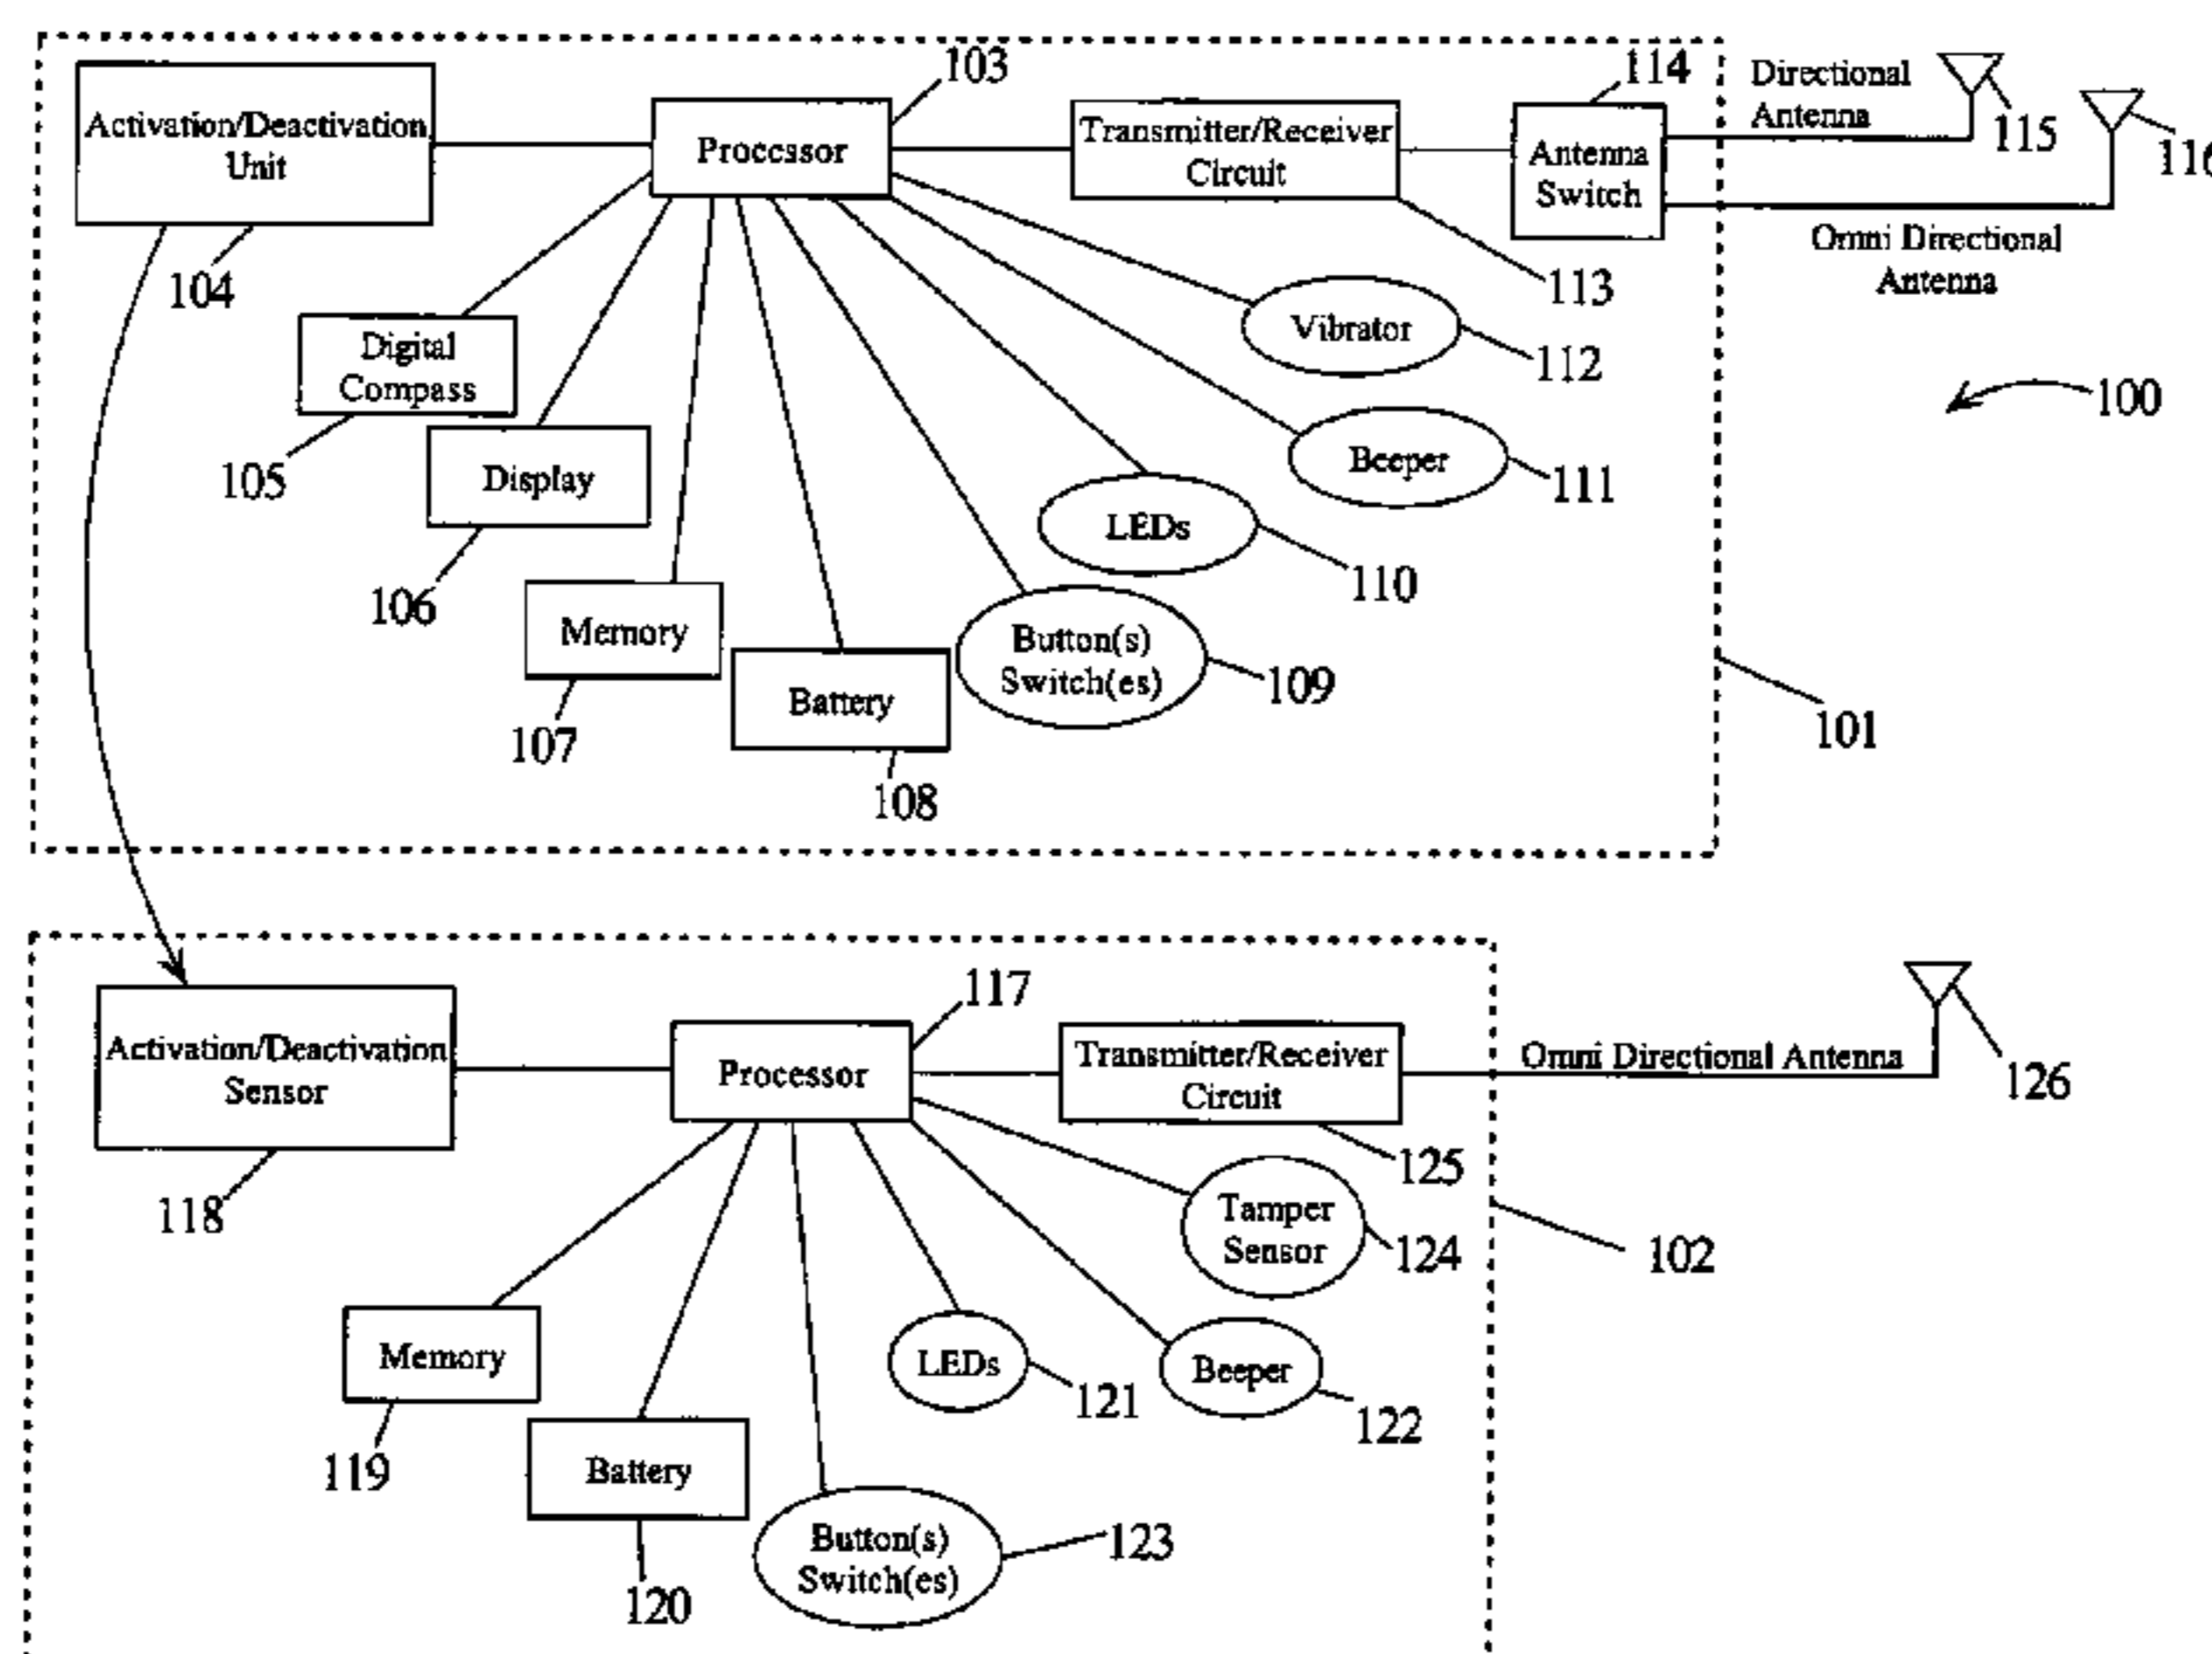 103
114
Directional
Antenna
115
116
Activation/Deactivation
Unit
Processor
Transmitter/Receiver
Circuit
Antenna
Switch
Omni Directional
Antenna
104
113
Digital
Compass
Vibrator
112
100
105
Display
Beeper
111
LEDs
110
106
Memory
Button(s)
Switch(es)
109
Battery
101
107
108
117
Activation/Deactivation
Sensor
Processor
Transmitter/Receiver
Circuit
Omni Directional Antenna
126
125
118
Tamper
Sensor
124
102
Memory
LEDs
121
Beeper
122
119
Battery
Button(s)
Switch(es)
123
120